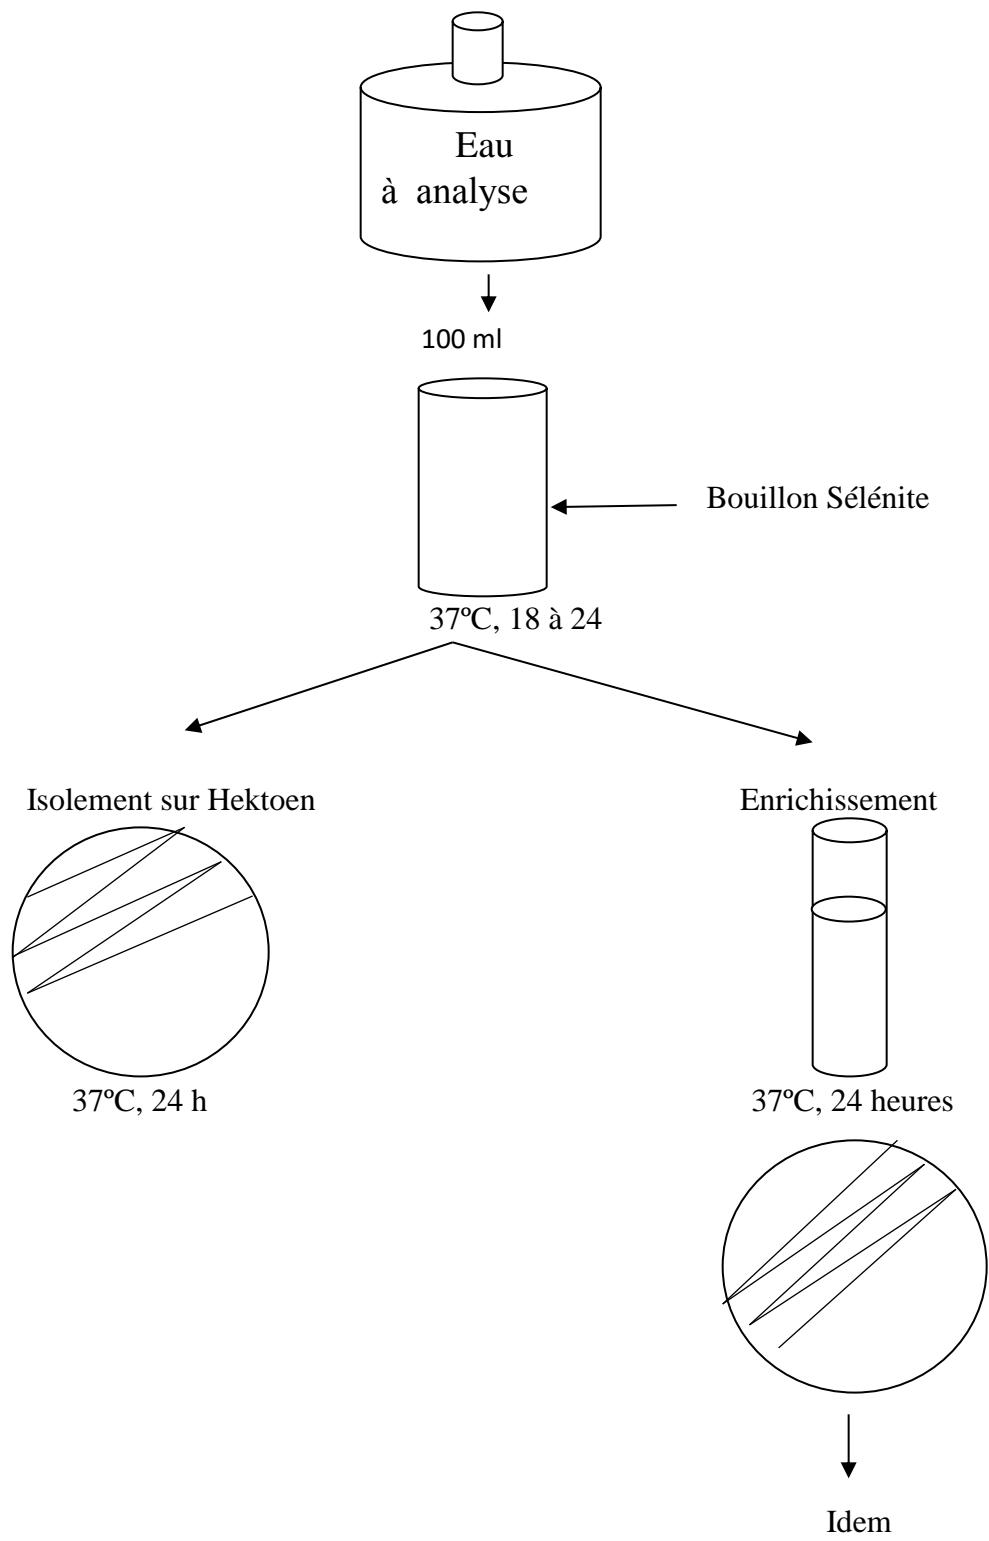 Eau
à analyse
100 ml
Bouillon Sélénite
37ºC, 18 à 24
Isolement sur Hektoen
Enrichissement
37ºC, 24 h
37ºC, 24 heures
Idem